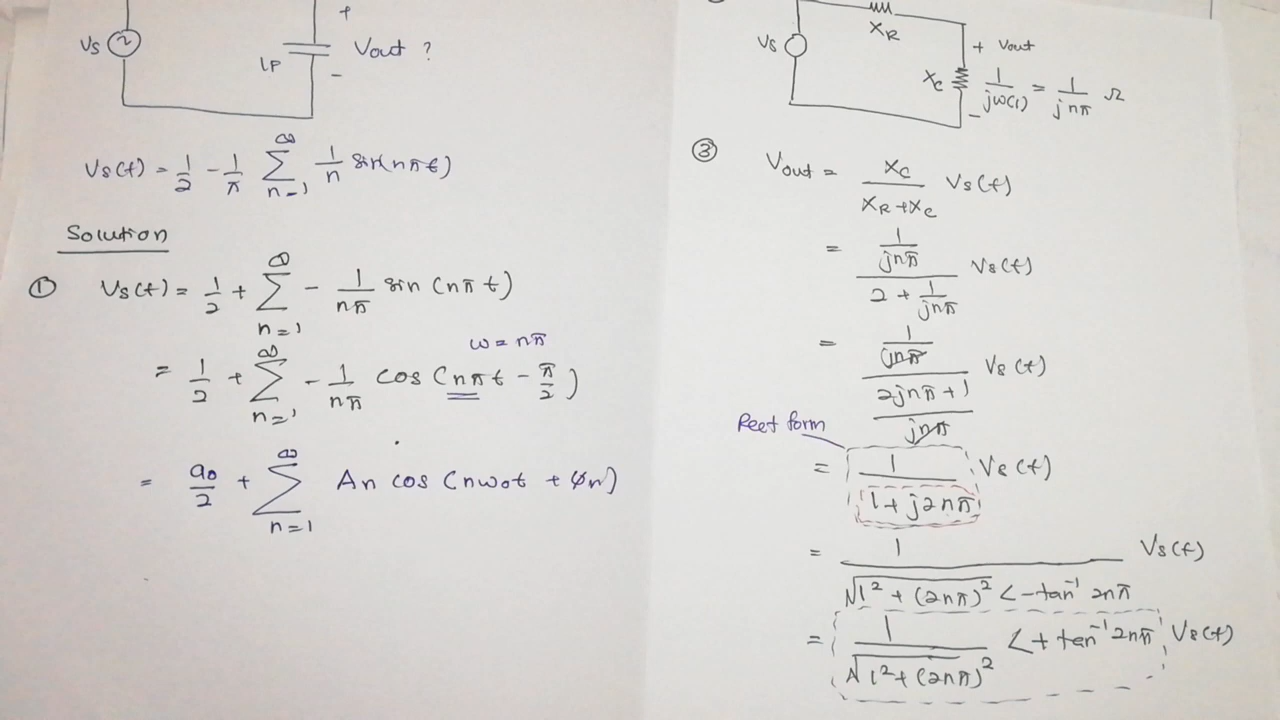 +
Vs
1F
Vout ?
-
Vs(t) = 1/2 - 1/π ∑ n=1 ∞ 1/n sin(nπt)
Solution
① Vs(t) = 1/2 + ∑ n=1 ∞ - 1/nπ sin (nπt)
ω = nπ
= 1/2 + ∑ n=1 ∞ - 1/nπ cos (nπt - π/2)
= a0/2 + ∑ n=1 ∞ An cos (nω0t + ϕn)
XR
Vs
+ Vout
XC
1/jω(1) = 1/jnπ Ω
-
③ Vout = XC/(XR+XC) Vs(t)
= (1/jnπ)/(2 + 1/jnπ) Vs(t)
= (1/jnπ)/((2jnπ+1)/jnπ) Vs(t)
Rect form
= 1/(1+j2nπ) Vs(t)
= 1/(√1²+(2nπ)² ∠-tan⁻¹ 2nπ) Vs(t)
= 1/√1²+(2nπ)² ∠+tan⁻¹ 2nπ Vs(t)